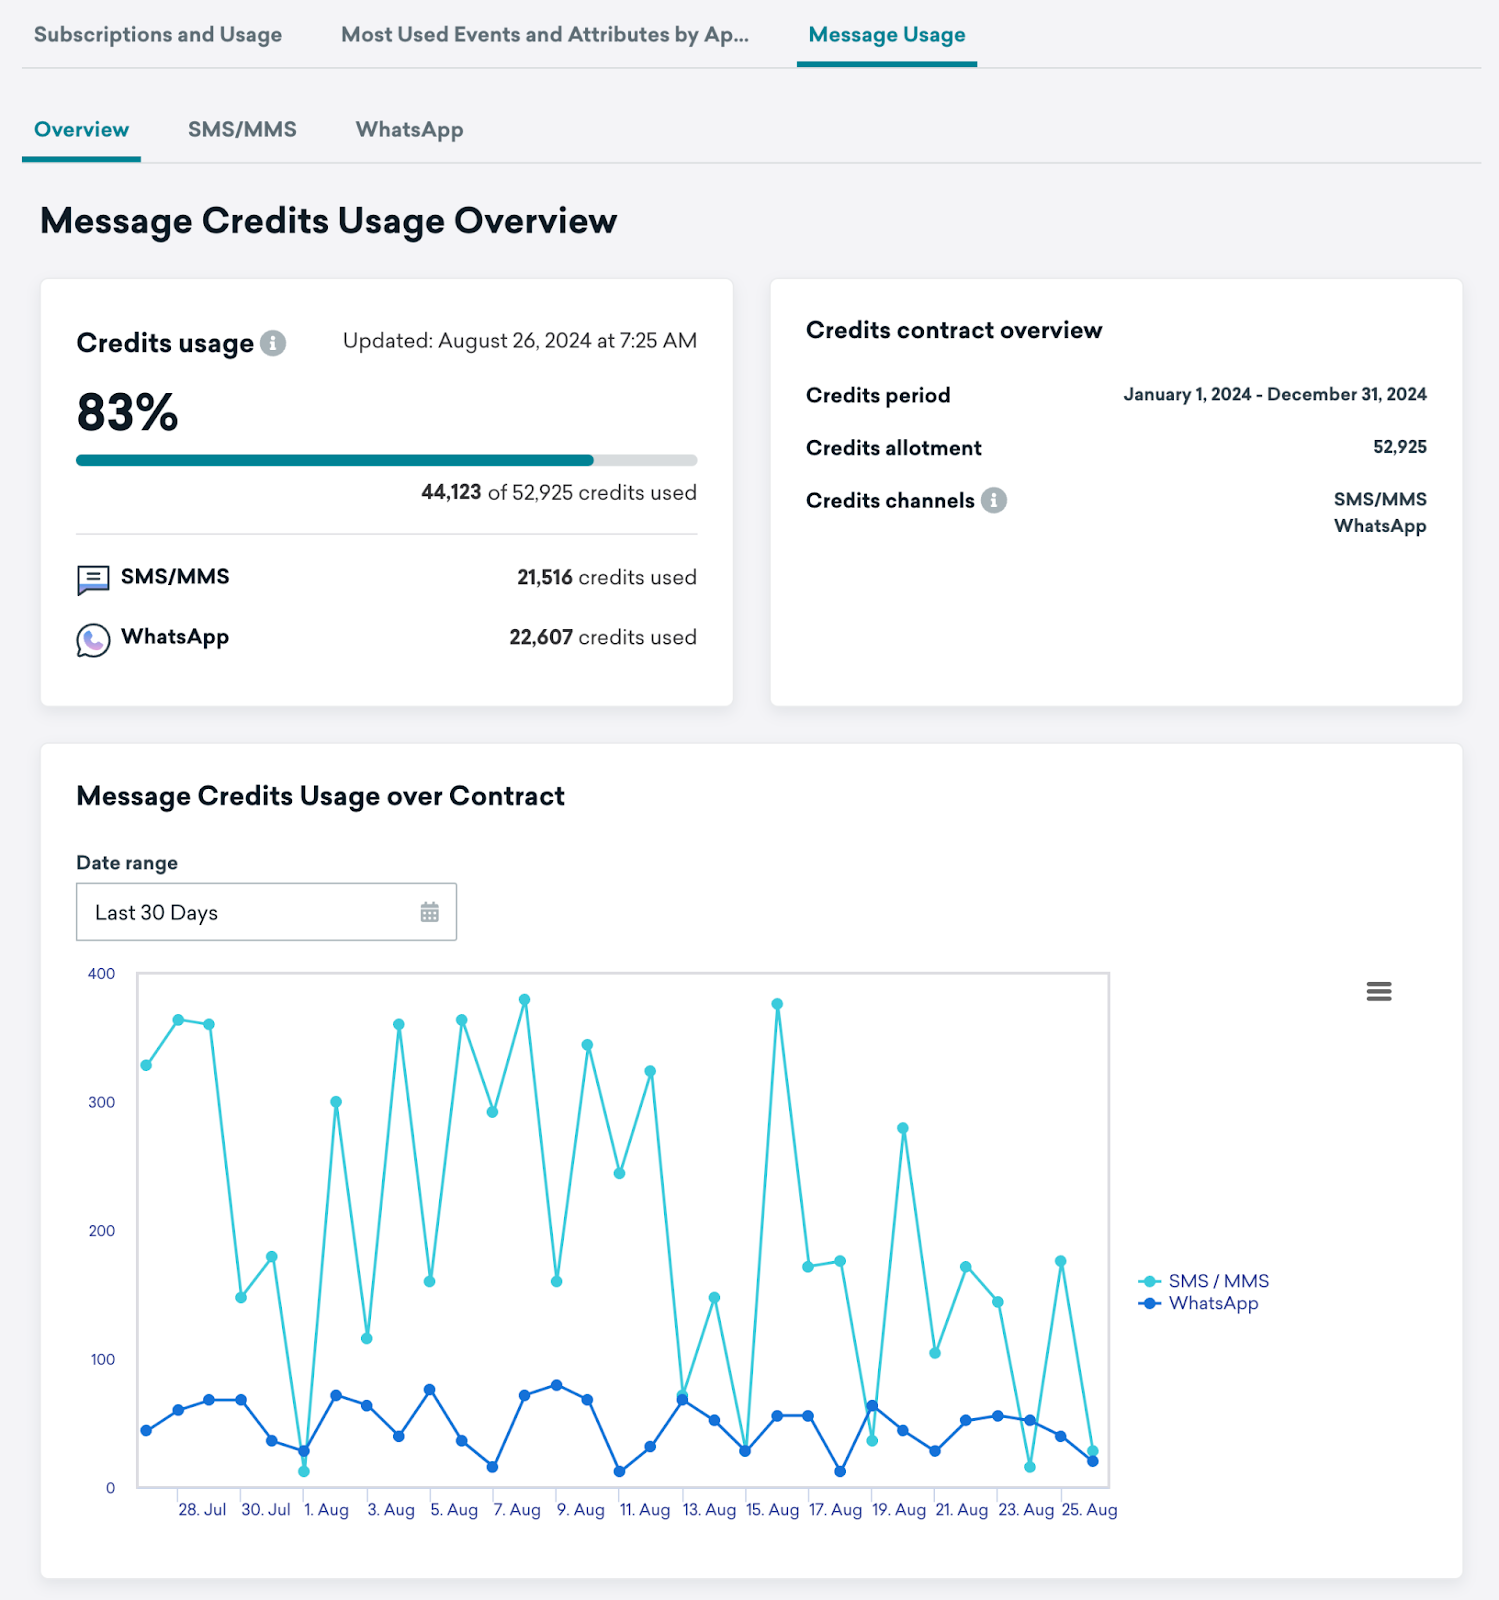 Subscriptions and Usage
Most Used Events and Attributes by Ap...
Message Usage
Overview
SMS/MMS
WhatsApp
Message Credits Usage Overview
Credits usage
Updated: August 26, 2024 at 7:25 AM
83%
44,123 of 52,925 credits used
SMS/MMS
21,516 credits used
WhatsApp
22,607 credits used
Credits contract overview
Credits period
January 1, 2024 - December 31, 2024
Credits allotment
52,925
Credits channels
SMS/MMS
WhatsApp
Message Credits Usage over Contract
Date range
Last 30 Days
400
300
200
100
0
28. Jul
30. Jul
1. Aug
3. Aug
5. Aug
7. Aug
9. Aug
11. Aug
13. Aug
15. Aug
17. Aug
19. Aug
21. Aug
23. Aug
25. Aug
SMS / MMS
WhatsApp